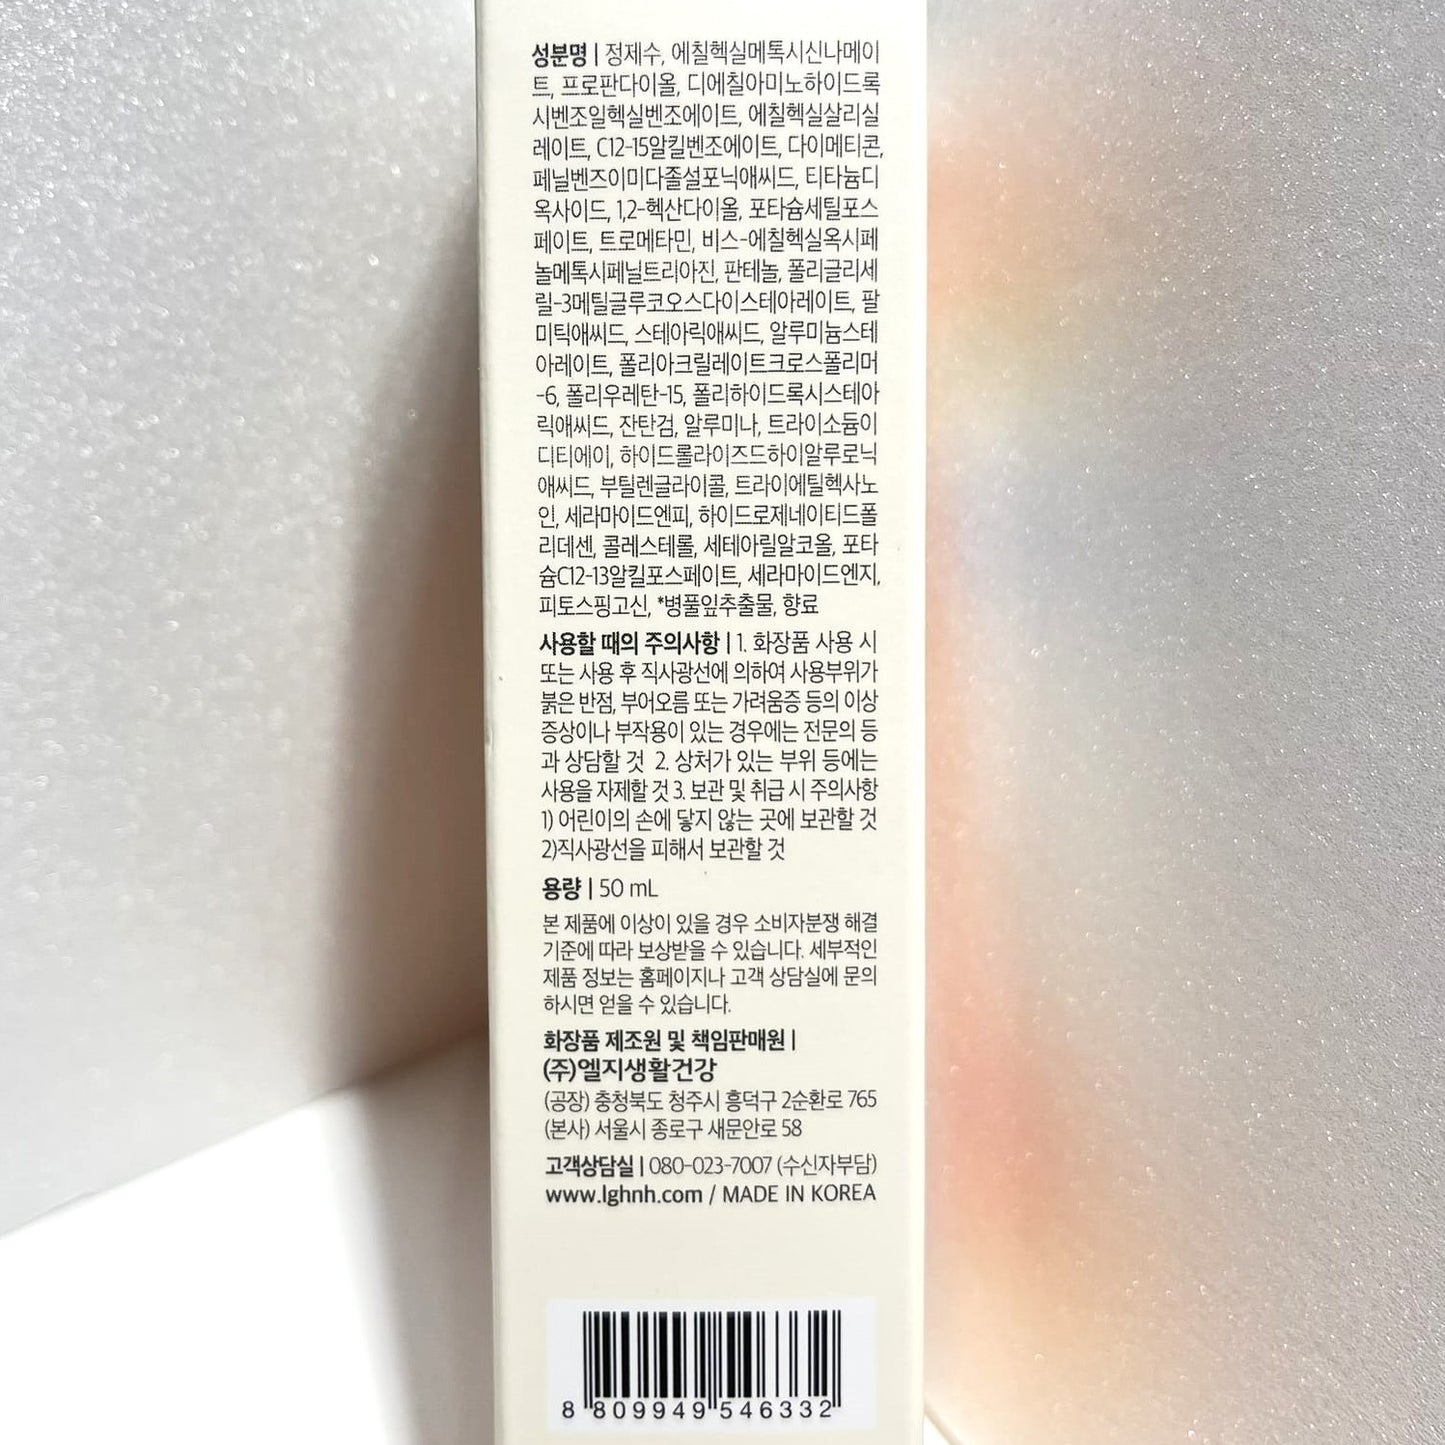 성분명 | 정제수, 에칠헥실메톡시신나메이
트, 프로판다이올, 디에칠아미노하이드록
시벤조일헥실벤조에이트, 에칠헥실살리실
레이트, C12-15알킬벤조에이트, 다이메티콘,
페닐벤즈이미다졸설포닉애씨드, 티타늄디
옥사이드, 1,2-헥산다이올, 포타슘세틸포스
페이트, 트로메타민, 비스-에칠헥실옥시페
놀메톡시페닐트리아진, 판테놀, 폴리글리세
릴-3메틸글루코오스다이스테아레이트, 팔
미틱애씨드, 스테아릭애씨드, 알루미늄스테
아레이트, 폴리아크릴레이트크로스폴리머
-6, 폴리우레탄-15, 폴리하이드록시스테아
릭애씨드, 잔탄검, 알루미나, 트라이소듐이
디티에이, 하이드롤라이즈드하이알루로닉
애씨드, 부틸렌글라이콜, 트라이에틸헥사노
인, 세라마이드엔피, 하이드로제네이티드폴
리데센, 콜레스테롤, 세테아릴알코올, 포타
슘C12-13알킬포스페이트, 세라마이드엔지,
피토스핑고신, *병풀잎추출물, 향료
사용할 때의 주의사항 | 1. 화장품 사용 시
또는 사용 후 직사광선에 의하여 사용부위가
붉은 반점, 부어오름 또는 가려움증 등의 이상
증상이나 부작용이 있는 경우에는 전문의 등
과 상담할 것 2. 상처가 있는 부위 등에는
사용을 자제할 것 3. 보관 및 취급 시 주의사항
1) 어린이의 손에 닿지 않는 곳에 보관할 것
2)직사광선을 피해서 보관할 것
용량 | 50 mL
본 제품에 이상이 있을 경우 소비자분쟁 해결
기준에 따라 보상받을 수 있습니다. 세부적인
제품 정보는 홈페이지나 고객 상담실에 문의
하시면 얻을 수 있습니다.
화장품 제조원 및 책임판매원 |
(주)엘지생활건강
(공장) 충청북도 청주시 흥덕구 2순환로 765
(본사) 서울시 종로구 새문안로 58
고객상담실 | 080-023-7007 (수신자부담)
www.lghnh.com / MADE IN KOREA
8 809949 546332